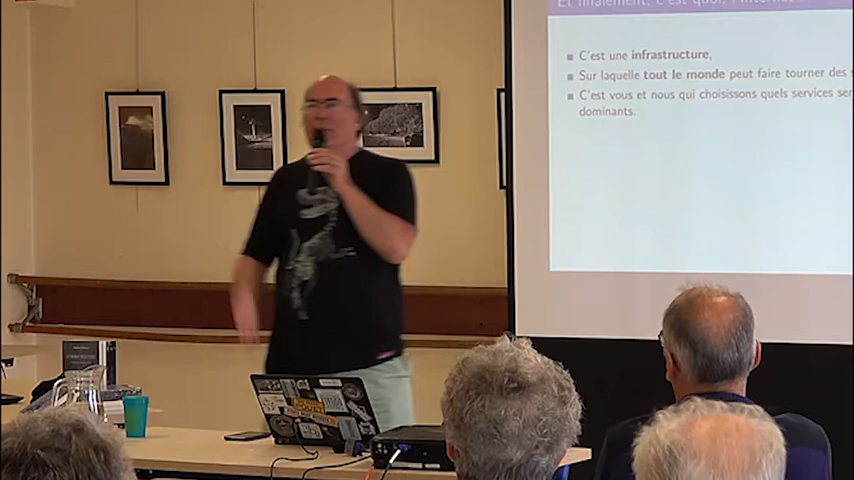 Et finalement, c'est quoi, l'Internet
C'est une infrastructure,
Sur laquelle tout le monde peut faire tourner des s
C'est vous et nous qui choisissons quels services ser
dominants.